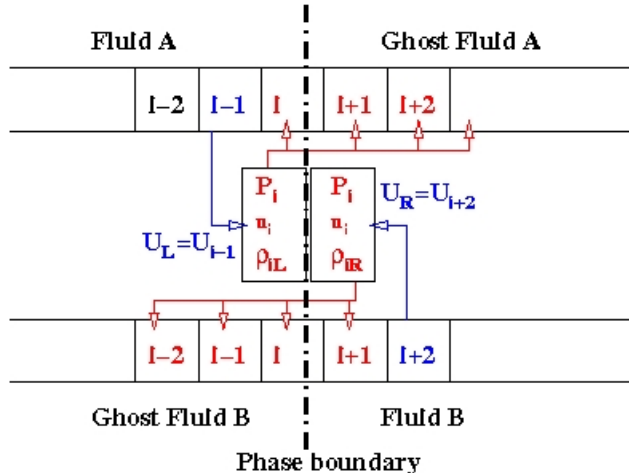 Fluid A
Ghost Fluid A
I−2 I−1 I I+1 I+2
P_i P_i
u_i u_i
ρ_iL ρ_iR
U_R=U_i+2
U_L=U_i−1
I−2 I−1 I I+1 I+2
Ghost Fluid B
Fluid B
Phase boundary